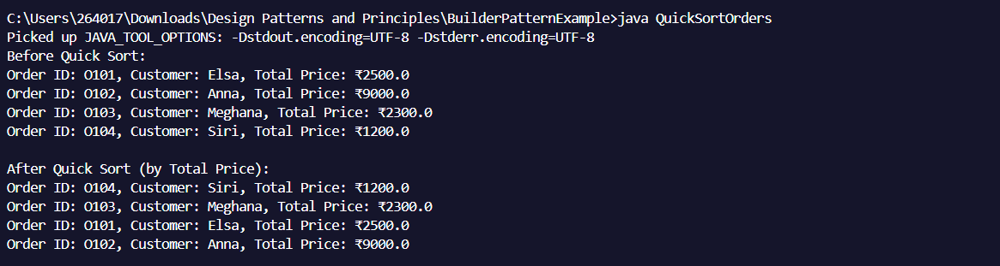 C:\Users\264017\Downloads\Design Patterns and Principles\BuilderPatternExample>java QuickSortOrders
Picked up JAVA_TOOL_OPTIONS: -Dstdout.encoding=UTF-8 -Dstderr.encoding=UTF-8
Before Quick Sort:
Order ID: O101, Customer: Elsa, Total Price: ₹2500.0
Order ID: O102, Customer: Anna, Total Price: ₹9000.0
Order ID: O103, Customer: Meghana, Total Price: ₹2300.0
Order ID: O104, Customer: Siri, Total Price: ₹1200.0

After Quick Sort (by Total Price):
Order ID: O104, Customer: Siri, Total Price: ₹1200.0
Order ID: O103, Customer: Meghana, Total Price: ₹2300.0
Order ID: O101, Customer: Elsa, Total Price: ₹2500.0
Order ID: O102, Customer: Anna, Total Price: ₹9000.0